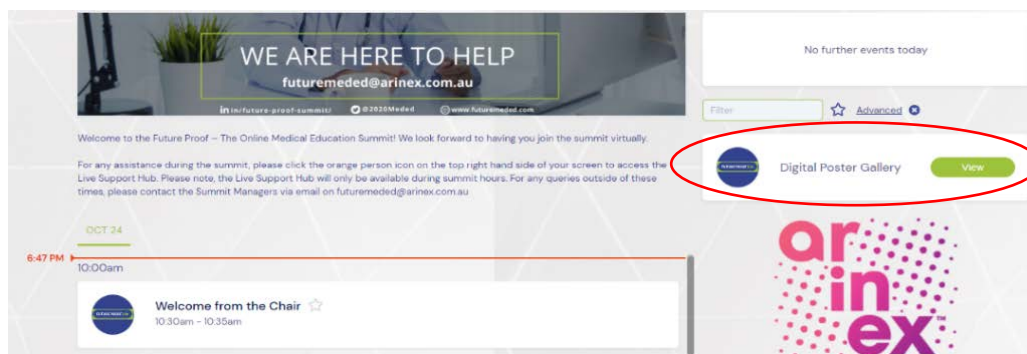 WE ARE HERE TO HELP
futuremeded@arinex.com.au
in in/future-proof-summit/ @2020Meded www.futuremeded.com
Welcome to the Future Proof – The Online Medical Education Summit! We look forward to having you join the summit virtually.
For any assistance during the summit, please click the orange person icon on the top right hand side of your screen to access the
Live Support Hub. Please note, the Live Support Hub will only be available during summit hours. For any queries outside of these
times, please contact the Summit Managers via email on futuremeded@arinex.com.au
OCT 24
6:47 PM
10:00am
Welcome from the Chair
10:30am - 10:35am
No further events today
Filter
Advanced
Digital Poster Gallery
View
ar
in
ex
TM